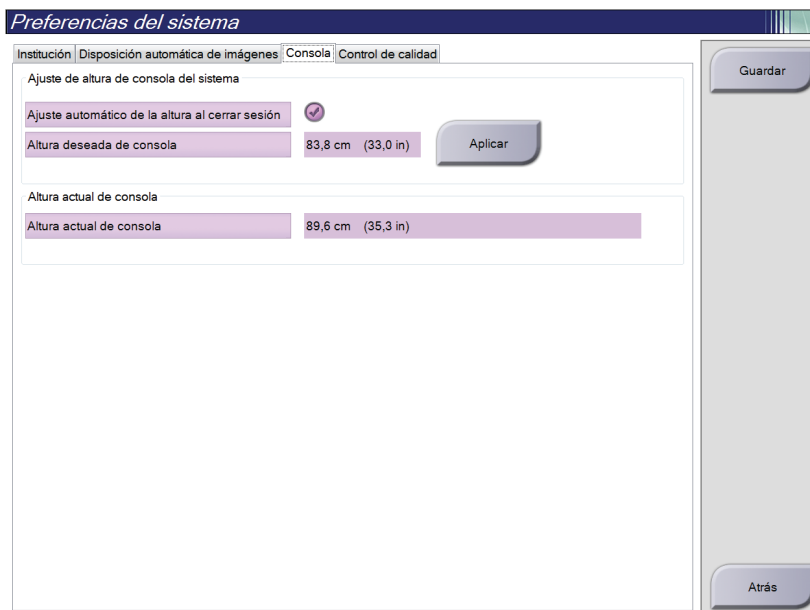 Preferencias del sistema
Institución Disposición automática de imágenes Consola Control de calidad
Guardar
Ajuste de altura de consola del sistema
Ajuste automático de la altura al cerrar sesión
Altura deseada de consola 83,8 cm (33,0 in) Aplicar
Altura actual de consola
Altura actual de consola 89,6 cm (35,3 in)
Atrás